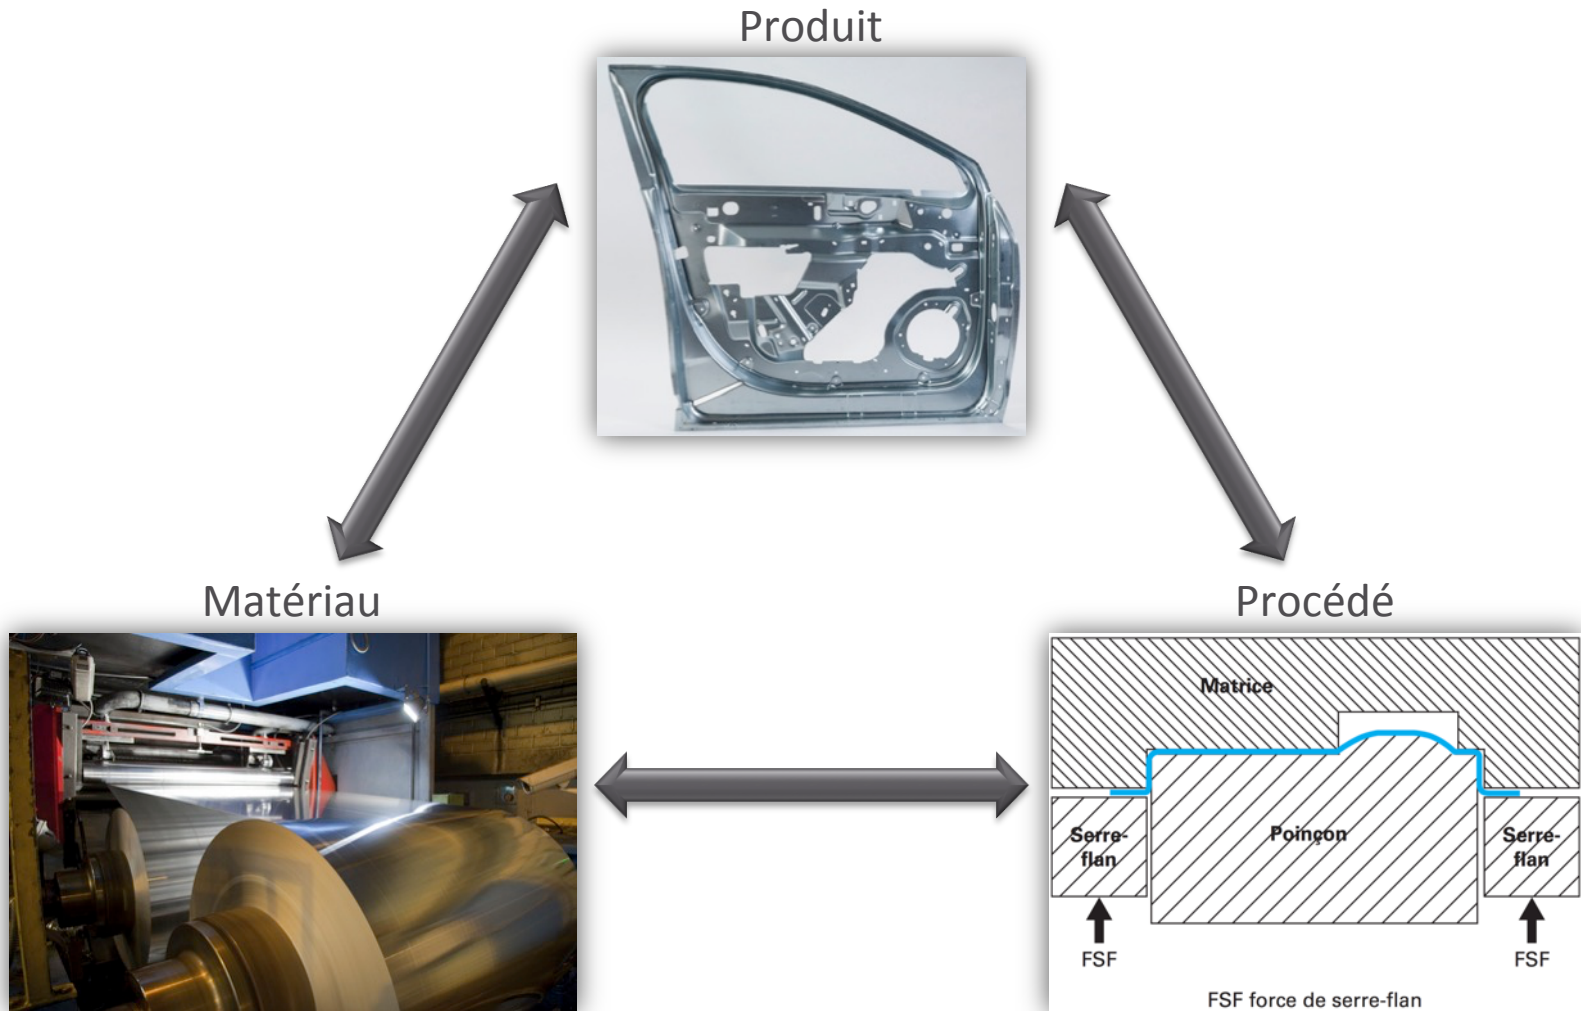 Produit
Matériau
Procédé
Matrice
Serre-
flan
Poinçon
Serre-
flan
FSF
FSF
FSF force de serre-flan